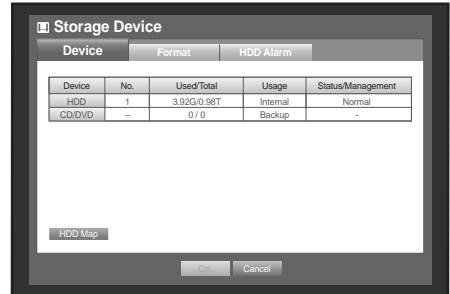 Storage Device
Device Format HDD Alarm
Device No. Used/Total Usage Status/Management
HDD 1 3.92G/0.98T Internal Normal
CD/DVD – 0 / 0 Backup -
HDD Map
OK Cancel